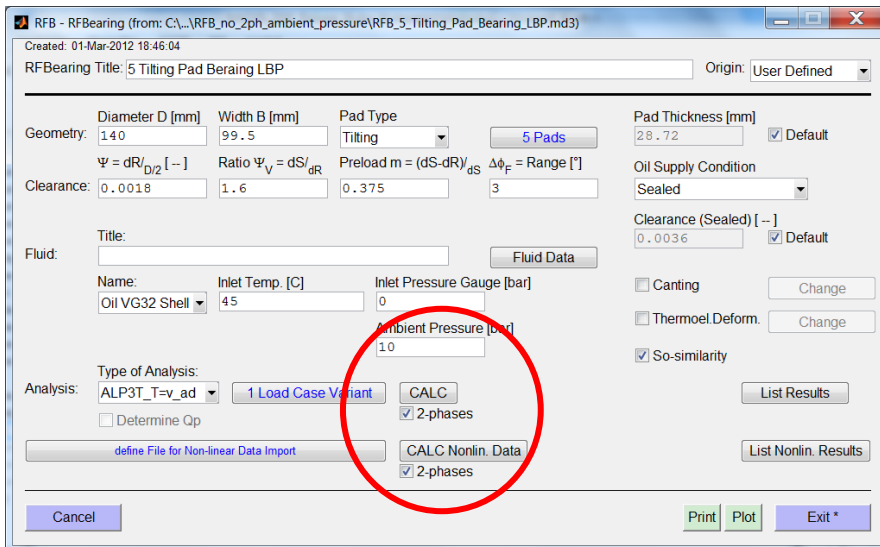 RFB - RFBearing (from: C:\...\RFB_no_2ph_ambient_pressure\RFB_5_Tilting_Pad_Bearing_LBP.md3)
Created: 01-Mar-2012 18:46:04
RFBearing Title: 5 Tilting Pad Beraing LBP Origin: User Defined
Diameter D [mm] Width B [mm] Pad Type Pad Thickness [mm]
Geometry: 140 99.5 Tilting 5 Pads 28.72 Default
Ψ = dR/D/2 [ -- ] Ratio ΨV = dS/dR Preload m = (dS-dR)/dS ΔϕF = Range [°] Oil Supply Condition
Clearance: 0.0018 1.6 0.375 3 Sealed
Clearance (Sealed) [ -- ]
Title: 0.0036 Default
Fluid: Fluid Data
Name: Inlet Temp. [C] Inlet Pressure Gauge [bar] Canting Change
Oil VG32 Shell 45 0
Ambient Pressure [bar] Thermoel.Deform. Change
10 So-similarity
Type of Analysis:
Analysis: ALP3T_T=v_ad 1 Load Case Variant CALC List Results
Determine Qp 2-phases
define File for Non-linear Data Import CALC Nonlin. Data List Nonlin. Results
2-phases
Cancel Print Plot Exit *